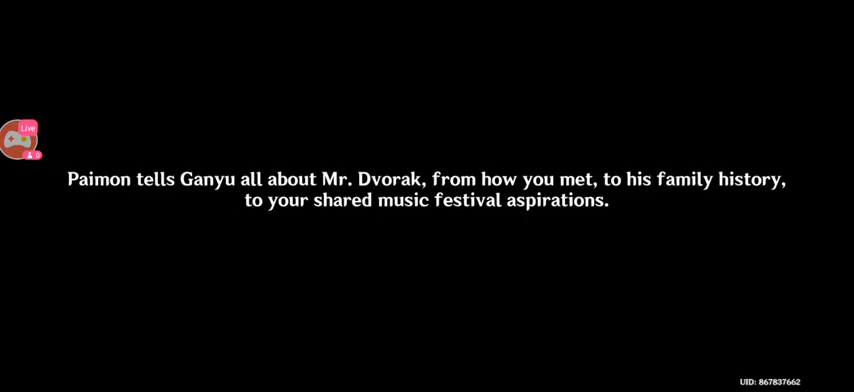 Live
0
Paimon tells Ganyu all about Mr. Dvorak, from how you met, to his family history,
to your shared music festival aspirations.
UID: 867837662